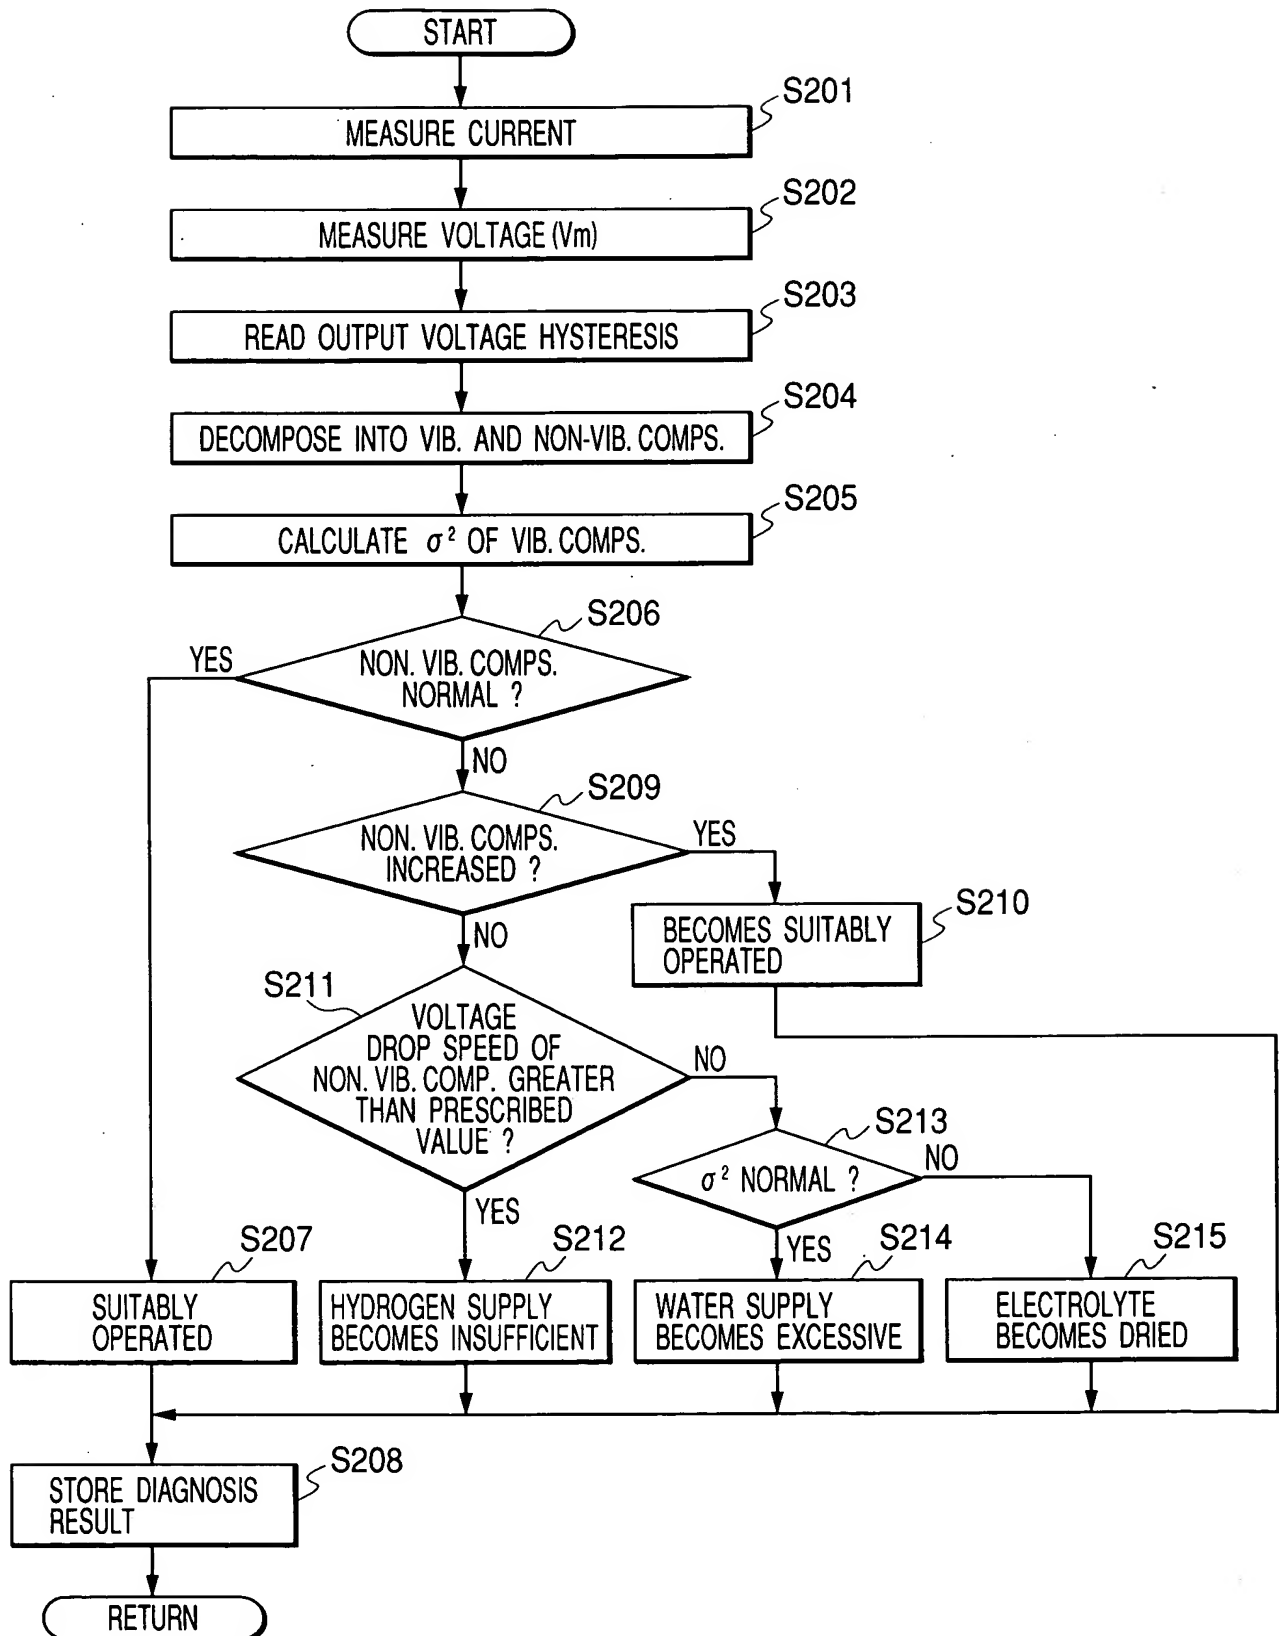 START
S201
MEASURE CURRENT
S202
MEASURE VOLTAGE (Vm)
S203
READ OUTPUT VOLTAGE HYSTERESIS
S204
DECOMPOSE INTO VIB. AND NON-VIB. COMPS.
S205
CALCULATE σ² OF VIB. COMPS.
S206
YES
NON. VIB. COMPS.
NORMAL ?
NO
S209
NON. VIB. COMPS.
INCREASED ?
YES
NO
S210
BECOMES SUITABLY
OPERATED
S211
VOLTAGE
DROP SPEED OF
NON. VIB. COMP. GREATER
THAN PRESCRIBED
VALUE ?
NO
YES
S213
σ² NORMAL ?
NO
YES
S207
SUITABLY
OPERATED
S212
HYDROGEN SUPPLY
BECOMES INSUFFICIENT
S214
WATER SUPPLY
BECOMES EXCESSIVE
S215
ELECTROLYTE
BECOMES DRIED
S208
STORE DIAGNOSIS
RESULT
RETURN